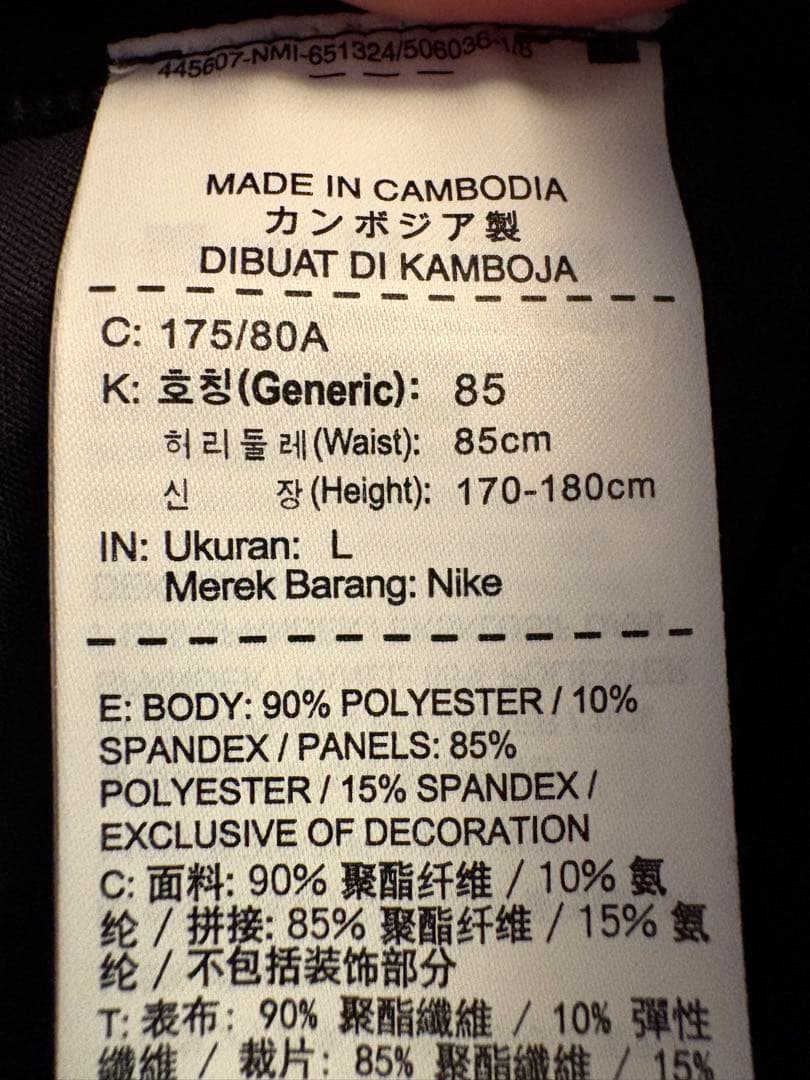 445607-NMI-651324/506036-1/8
MADE IN CAMBODIA
カンボジア製
DIBUAT DI KAMBOJA
C: 175/80A
K: 호칭(Generic): 85
허리둘레(Waist): 85cm
신 장(Height): 170-180cm
IN: Ukuran: L
Merek Barang: Nike
E: BODY: 90% POLYESTER / 10%
SPANDEX / PANELS: 85%
POLYESTER / 15% SPANDEX /
EXCLUSIVE OF DECORATION
C: 面料: 90% 聚酯纤维 / 10% 氨
纶 / 拼接: 85% 聚酯纤维 / 15% 氨
纶 / 不包括装饰部分
T: 表布: 90% 聚酯纖維 / 10% 彈性
纖維 / 裁片: 85% 聚酯纖維 / 15%